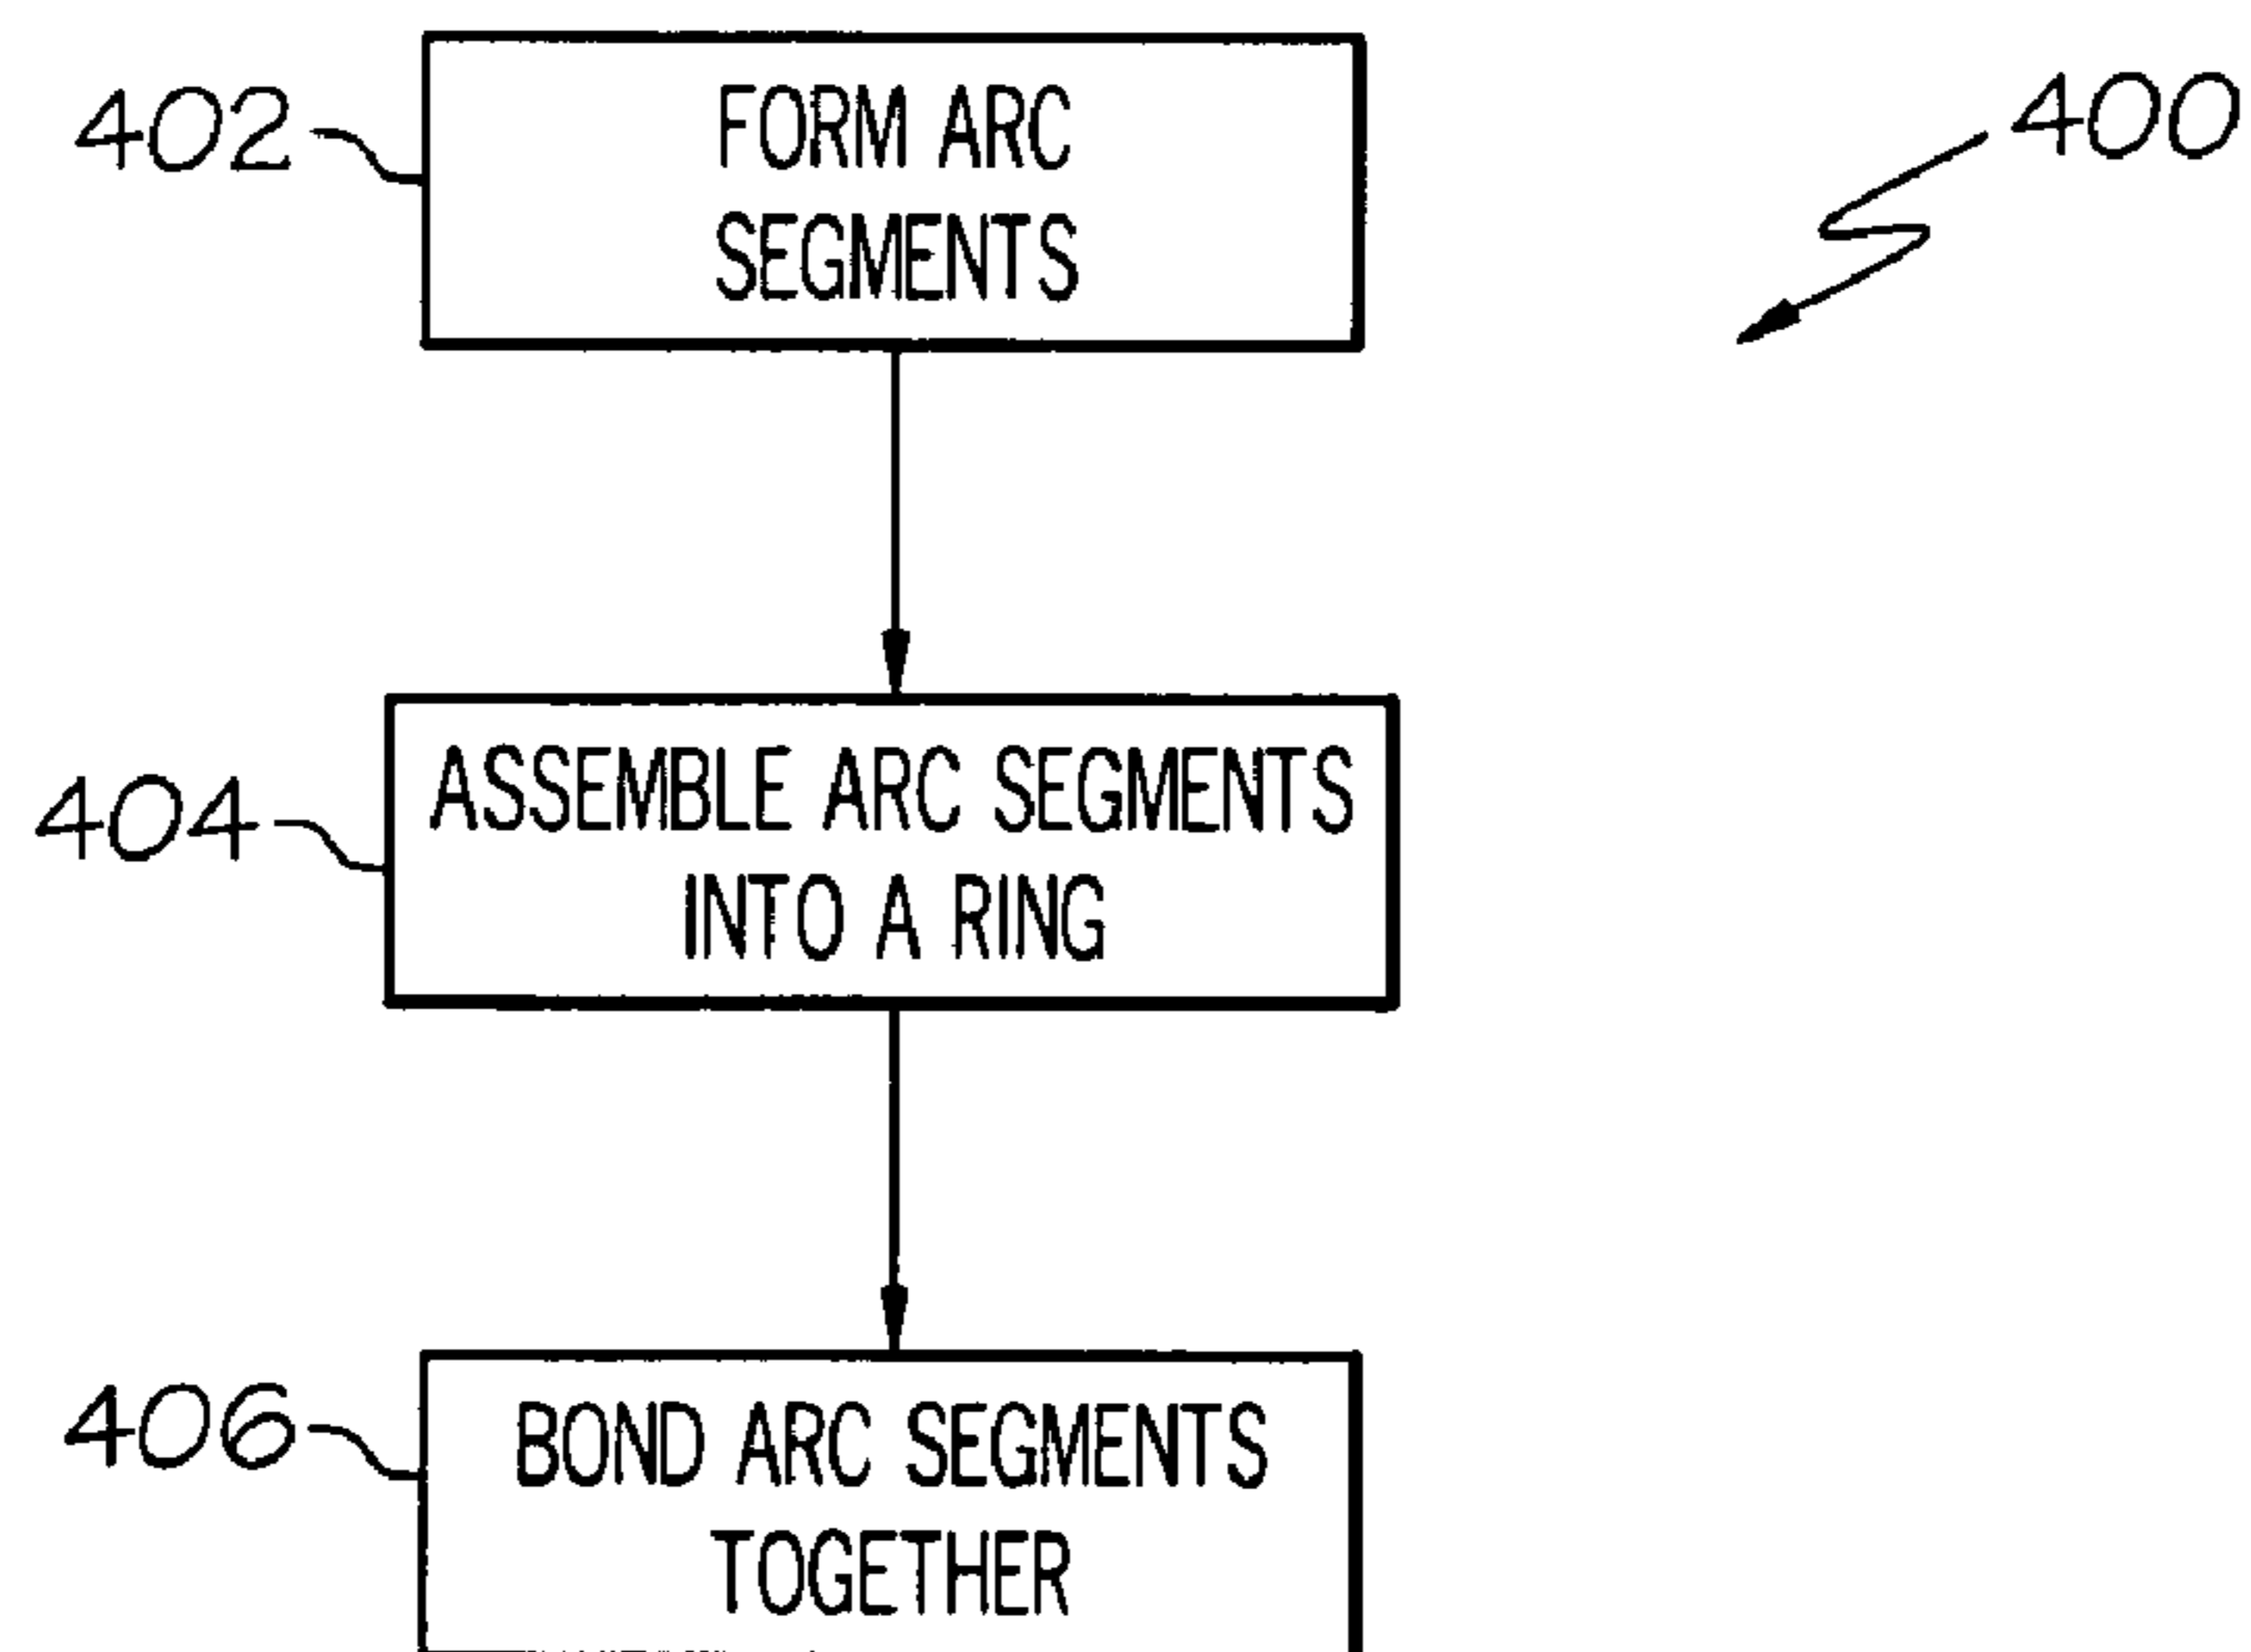 402
FORM ARC
SEGMENTS
400
404
ASSEMBLE ARC SEGMENTS
INTO A RING
406
BOND ARC SEGMENTS
TOGETHER